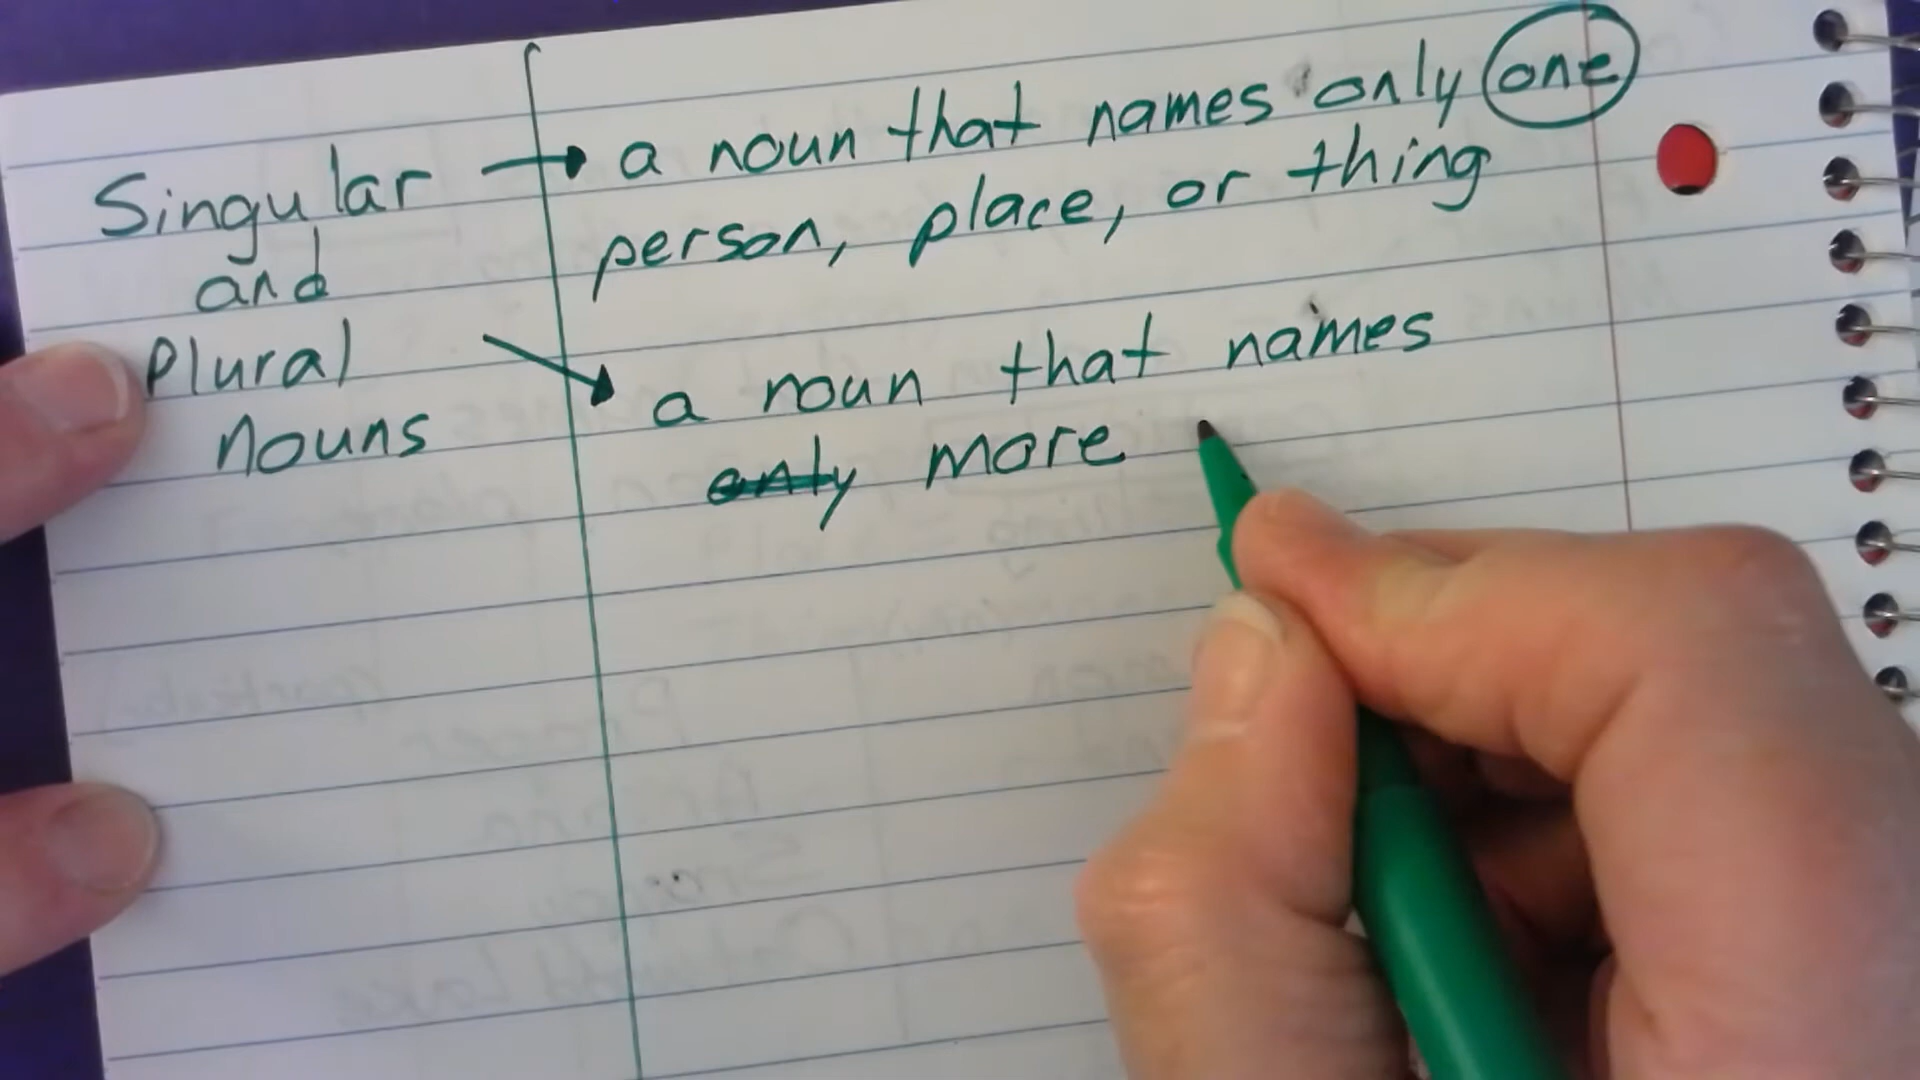 Singular
and
Plural
nouns
a noun that names only one
person, place, or thing
a noun that names
only more